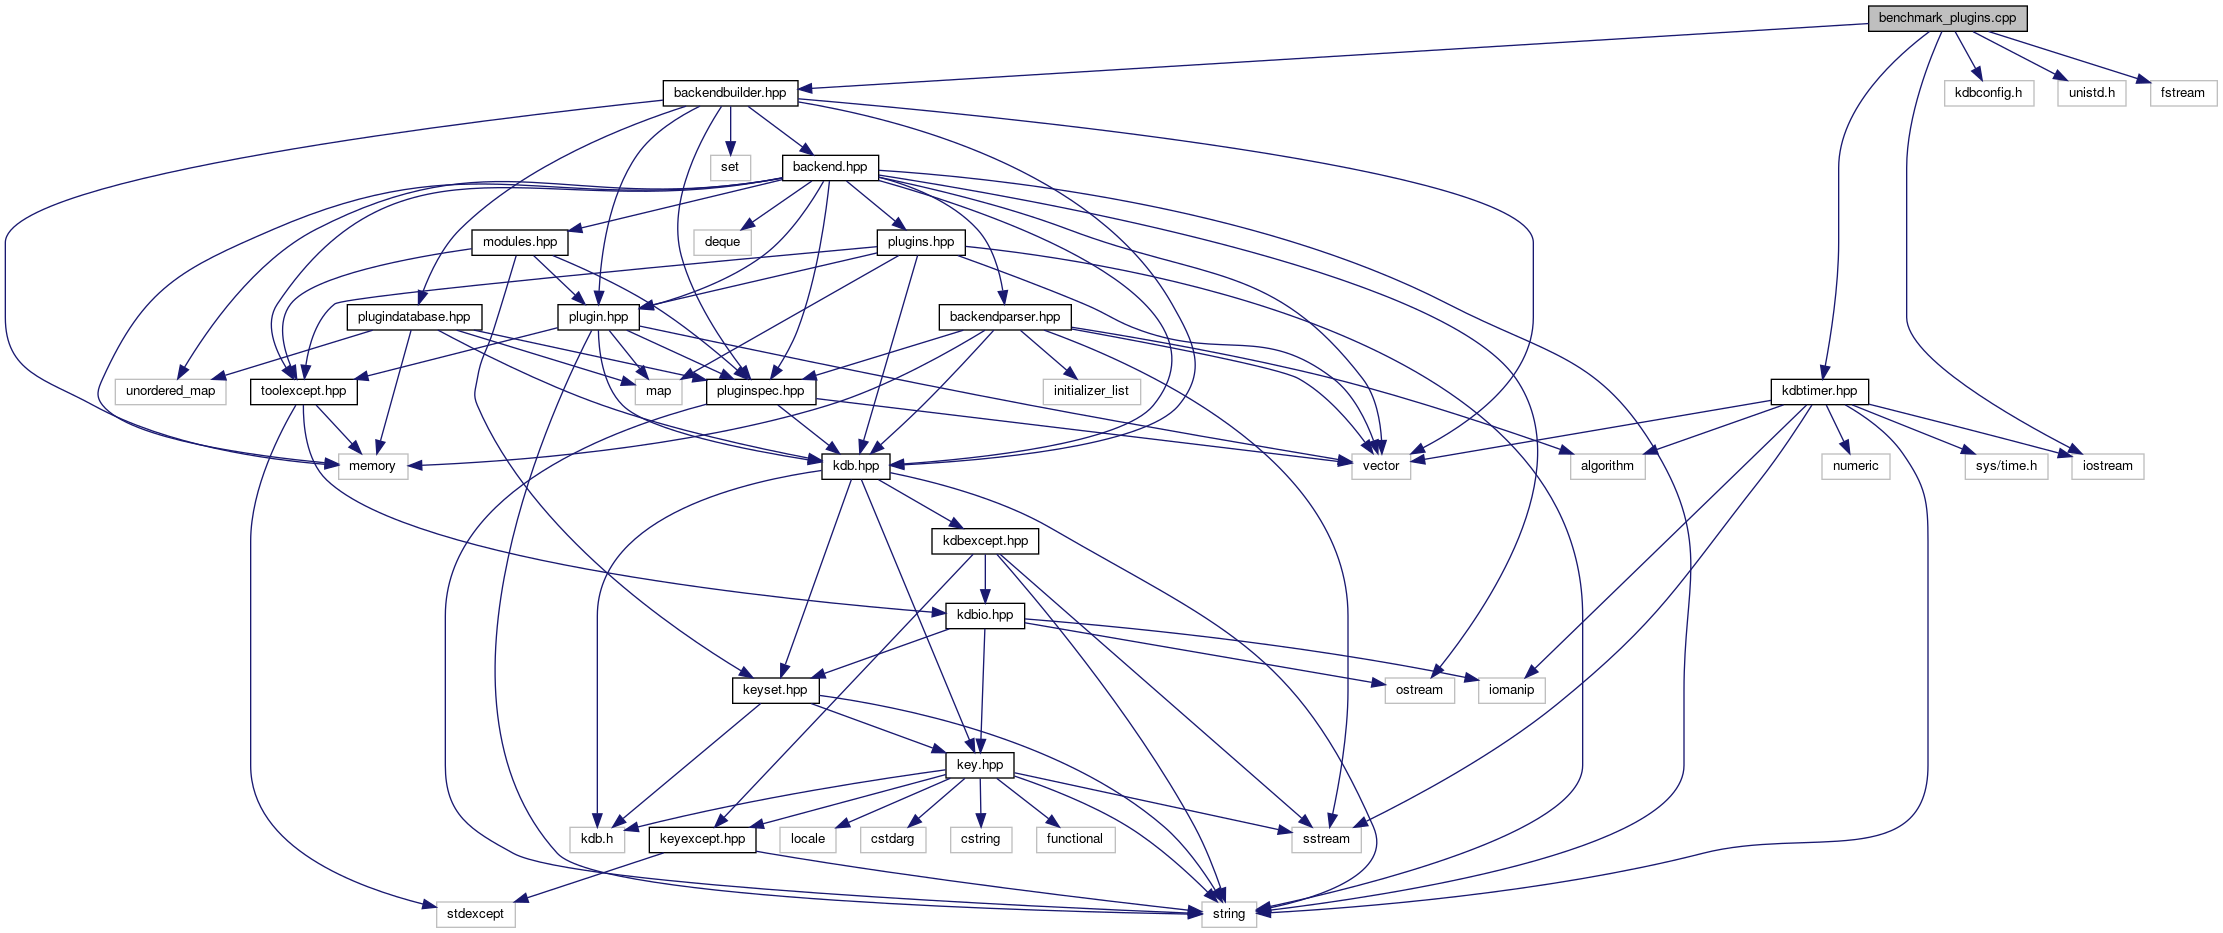 benchmark_plugins.cpp
backendbuilder.hpp
kdbconfig.h
unistd.h
fstream
set
backend.hpp
modules.hpp
deque
plugins.hpp
plugindatabase.hpp
plugin.hpp
backendparser.hpp
unordered_map
toolexcept.hpp
map
pluginspec.hpp
initializer_list
kdbtimer.hpp
memory
kdb.hpp
vector
algorithm
numeric
sys/time.h
iostream
kdbexcept.hpp
kdbio.hpp
keyset.hpp
ostream
iomanip
key.hpp
kdb.h
keyexcept.hpp
locale
cstdarg
cstring
functional
sstream
stdexcept
string